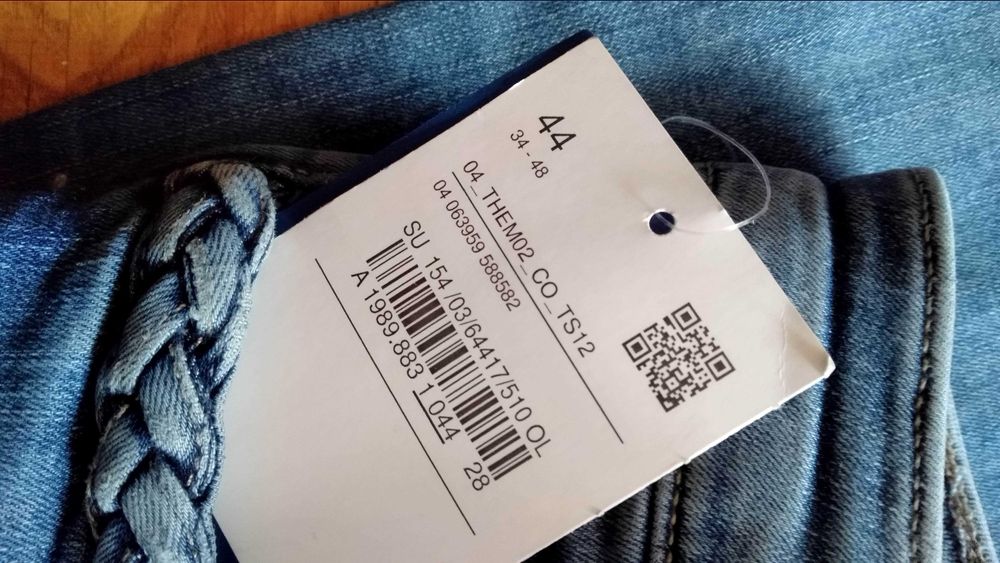 44
34 - 48
04_THEM02_CO_TS12
04 063959 588582
SU 154 /03/64417/510 OL
A 1989.883 1 044 28